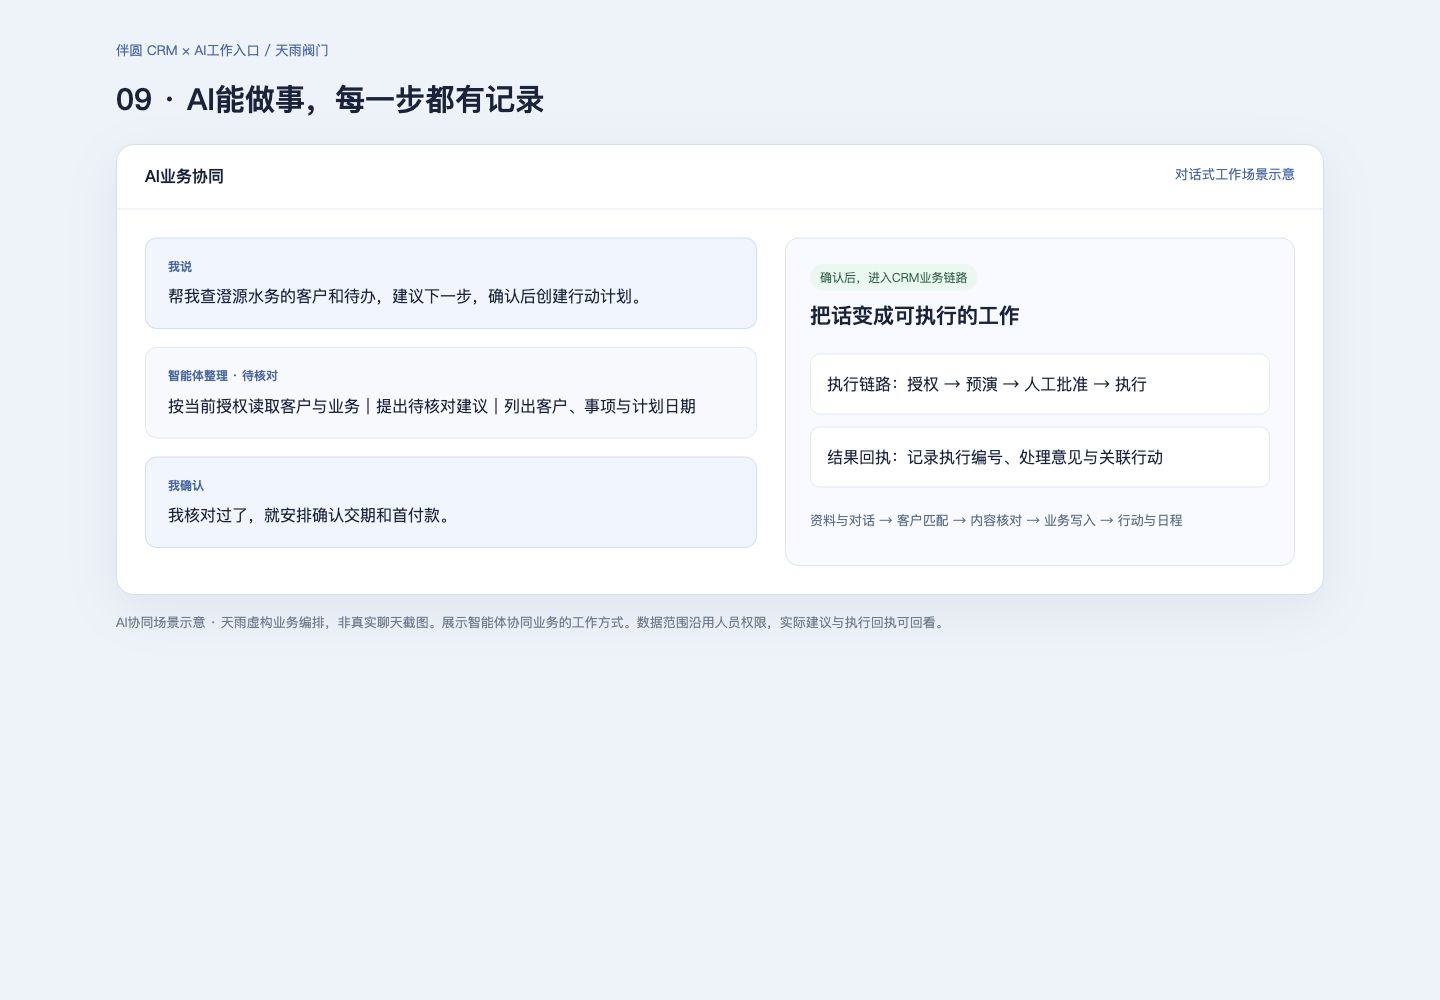 伴圆 CRM × AI工作入口 / 天雨阀门
09 · AI能做事，每一步都有记录
AI业务协同
对话式工作场景示意
我说
帮我查澄源水务的客户和待办，建议下一步，确认后创建行动计划。
智能体整理 · 待核对
按当前授权读取客户与业务｜提出待核对建议｜列出客户、事项与计划日期
我确认
我核对过了，就安排确认交期和首付款。
确认后，进入CRM业务链路
把话变成可执行的工作
执行链路：授权 → 预演 → 人工批准 → 执行
结果回执：记录执行编号、处理意见与关联行动
资料与对话 → 客户匹配 → 内容核对 → 业务写入 → 行动与日程
AI协同场景示意 · 天雨虚构业务编排，非真实聊天截图。展示智能体协同业务的工作方式。数据范围沿用人员权限，实际建议与执行回执可回看。